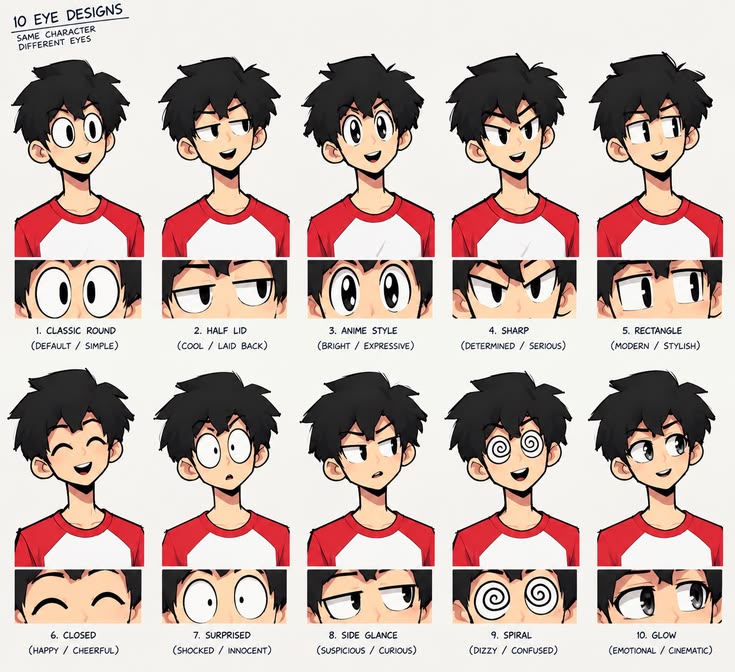 10 EYE DESIGNS
SAME CHARACTER
DIFFERENT EYES
1. CLASSIC ROUND
(DEFAULT / SIMPLE)
2. HALF LID
(COOL / LAID BACK)
3. ANIME STYLE
(BRIGHT / EXPRESSIVE)
4. SHARP
(DETERMINED / SERIOUS)
5. RECTANGLE
(MODERN / STYLISH)
6. CLOSED
(HAPPY / CHEERFUL)
7. SURPRISED
(SHOCKED / INNOCENT)
8. SIDE GLANCE
(SUSPICIOUS / CURIOUS)
9. SPIRAL
(DIZZY / CONFUSED)
10. GLOW
(EMOTIONAL / CINEMATIC)